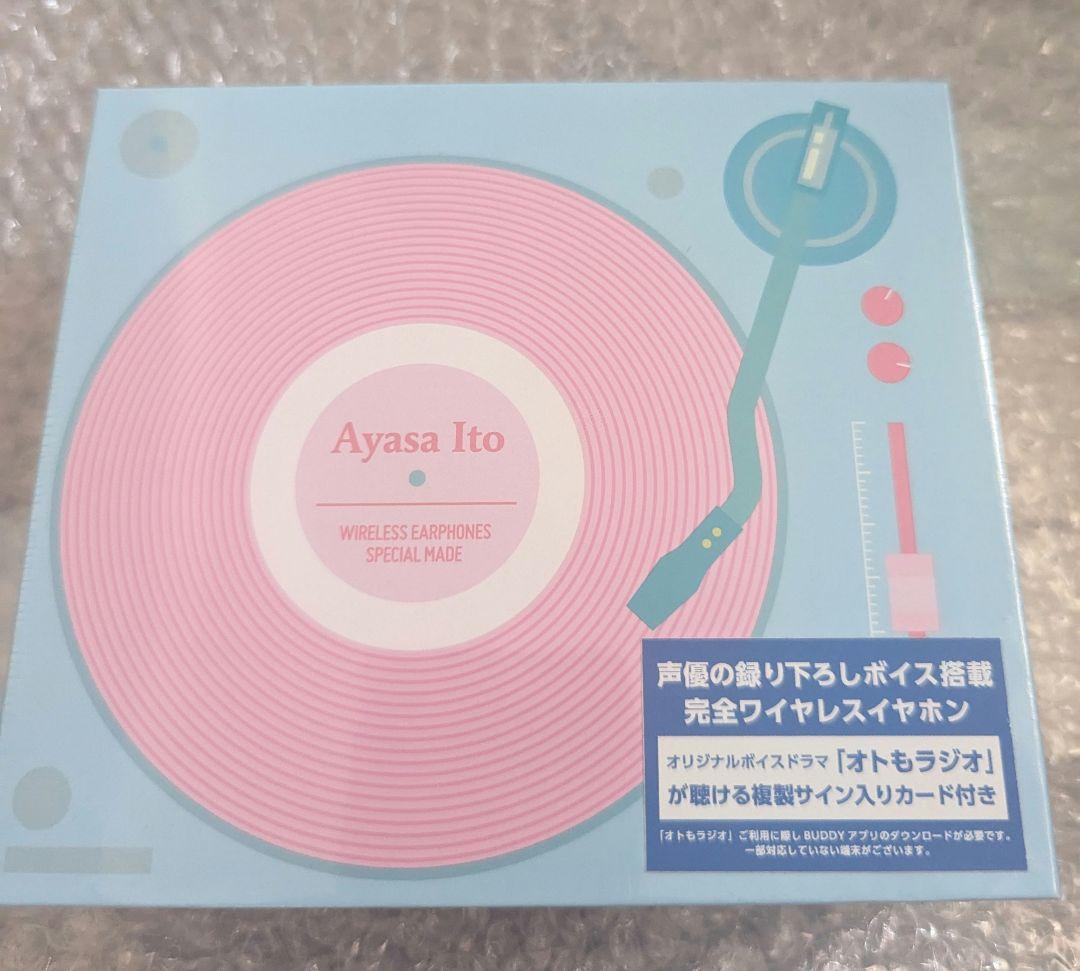 Ayasa Ito
WIRELESS EARPHONES
SPECIAL MADE
声優の録り下ろしボイス搭載
完全ワイヤレスイヤホン
オリジナルボイスドラマ「オトもラジオ」
が聴ける複製サイン入りカード付き
「オトもラジオ」ご利用に際しBUDDYアプリのダウンロードが必要です。
一部対応していない端末がございます。